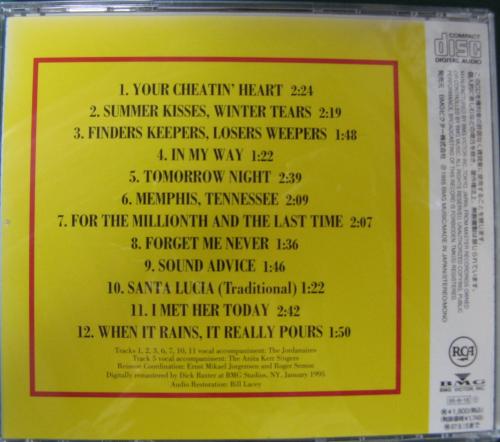 COMPACT
disc
DIGITAL AUDIO
1. YOUR CHEATIN' HEART 2:24
2. SUMMER KISSES, WINTER TEARS 2:19
3. FINDERS KEEPERS, LOSERS WEEPERS 1:48
4. IN MY WAY 1:22
5. TOMORROW NIGHT 2:39
6. MEMPHIS, TENNESSEE 2:09
7. FOR THE MILLIONTH AND THE LAST TIME 2:07
8. FORGET ME NEVER 1:36
9. SOUND ADVICE 1:46
10. SANTA LUCIA (Traditional) 1:22
11. I MET HER TODAY 2:42
12. WHEN IT RAINS, IT REALLY POURS 1:50
Tracks 1, 2, 3, 6, 7, 10, 11 vocal accompaniment: The Jordanaires
Track 5 vocal accompaniment: The Anita Kerr Singers
Reissue Coordination: Ernst Mikael Jorgensen and Roger Semon
Digitally remastered by Dick Baxter at BMG Studios, NY, January 1995
Audio Restoration: Bill Lacey
RCA
BMG
BMG VICTOR